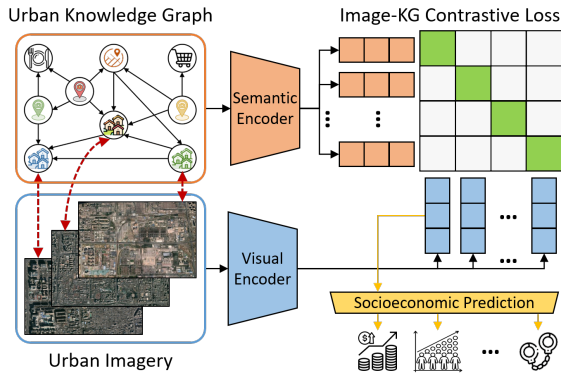 Urban Knowledge Graph
Image-KG Contrastive Loss
Semantic
Encoder
Visual
Encoder
Socioeconomic Prediction
Urban Imagery